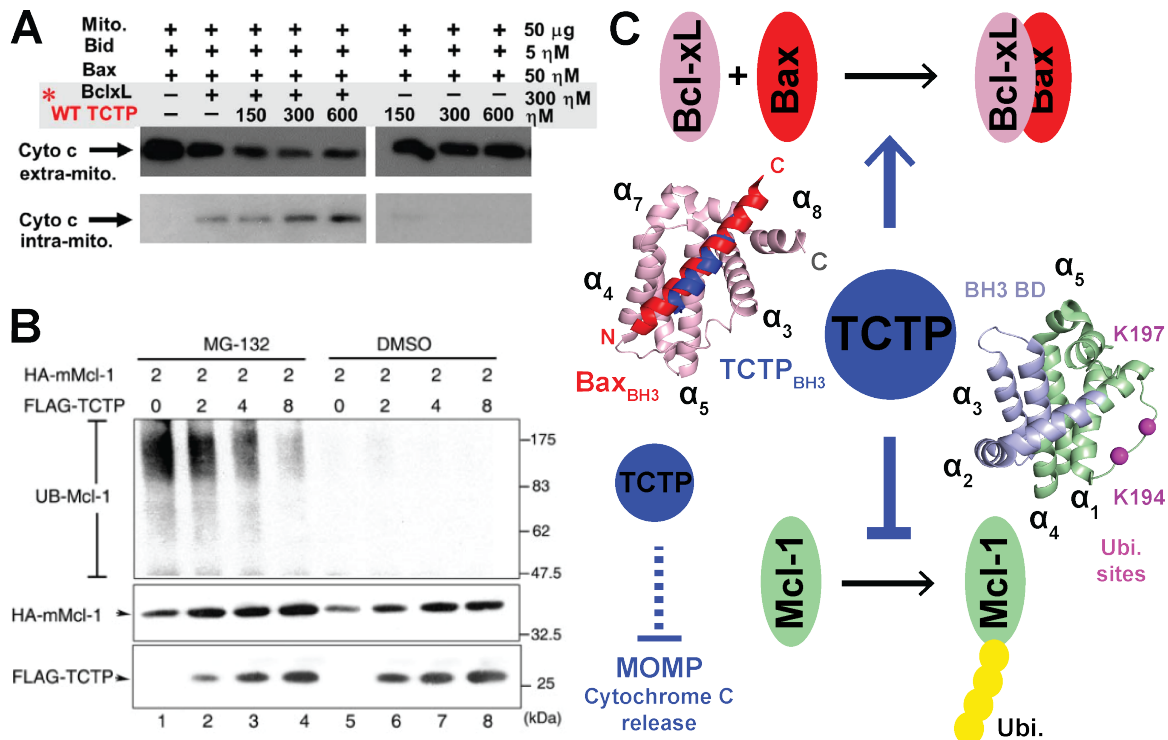 A
Mito. + + + + + + + + 50 μg
Bid + + + + + + + + 5 ηM
Bax + + + + + + + + 50 ηM
* BclxL – + + + + – – – 300 ηM
WT TCTP – – 150 300 600 150 300 600 ηM
Cyto c
extra-mito.
Cyto c
intra-mito.
B
MG-132 DMSO
HA-mMcl-1 2 2 2 2 2 2 2 2
FLAG-TCTP 0 2 4 8 0 2 4 8
UB-Mcl-1
-175
-83
-62
-47.5
HA-mMcl-1
-32.5
FLAG-TCTP
-25
1 2 3 4 5 6 7 8 (kDa)
C
Bcl-xL + Bax
Bcl-xL
Bax
C
α7
α8
C
α4
α3
N
BaxBH3
TCTPBH3
α5
TCTP
BH3 BD
α5
K197
α3
α2
α1
K194
α4
Ubi.
sites
TCTP
MOMP
Cytochrome C
release
Mcl-1
Mcl-1
Ubi.